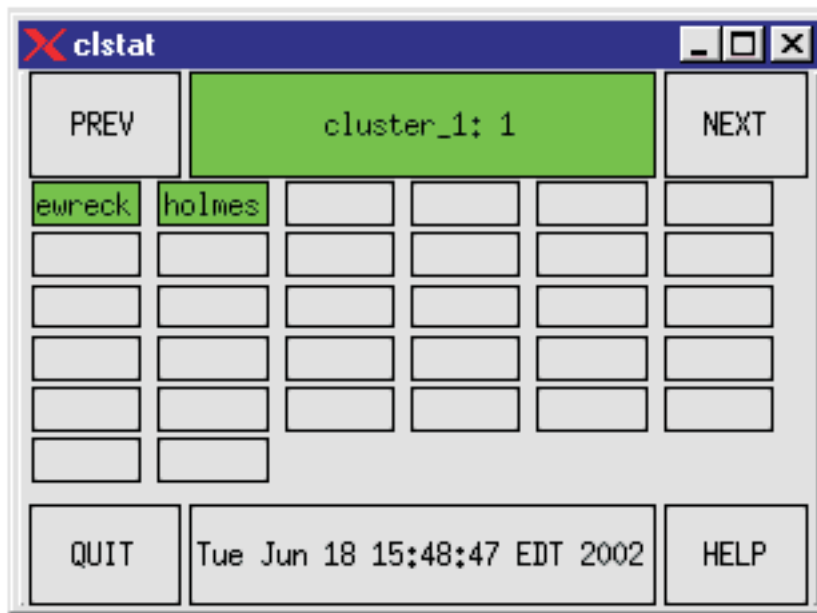 clstat
PREV
cluster_1: 1
NEXT
ewreck
holmes
QUIT
Tue Jun 18 15:48:47 EDT 2002
HELP